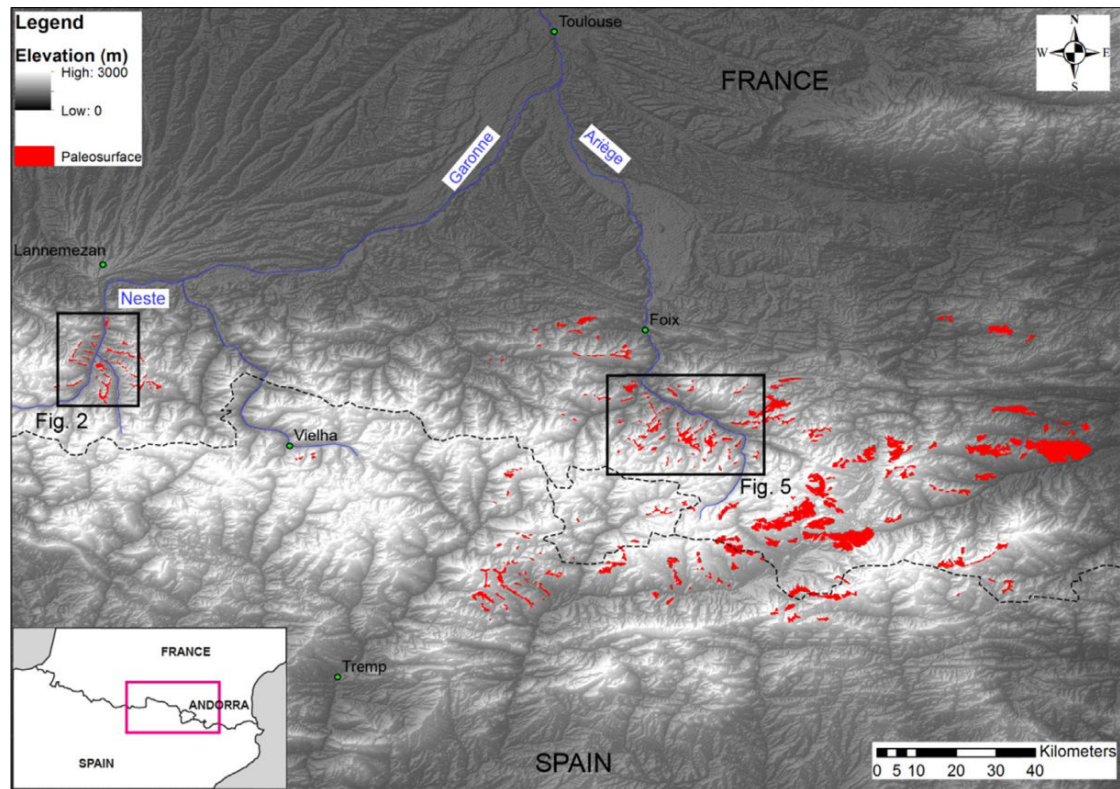 Legend
Elevation (m)
High: 3000
Low: 0
Paleosurface
Toulouse
FRANCE
N
W E
S
Garonne
Ariége
Lannemezan
Neste
Foix
Fig. 2
Vielha
Fig. 5
Tremp
SPAIN
FRANCE
ANDORRA
SPAIN
Kilometers
0 5 10 20 30 40